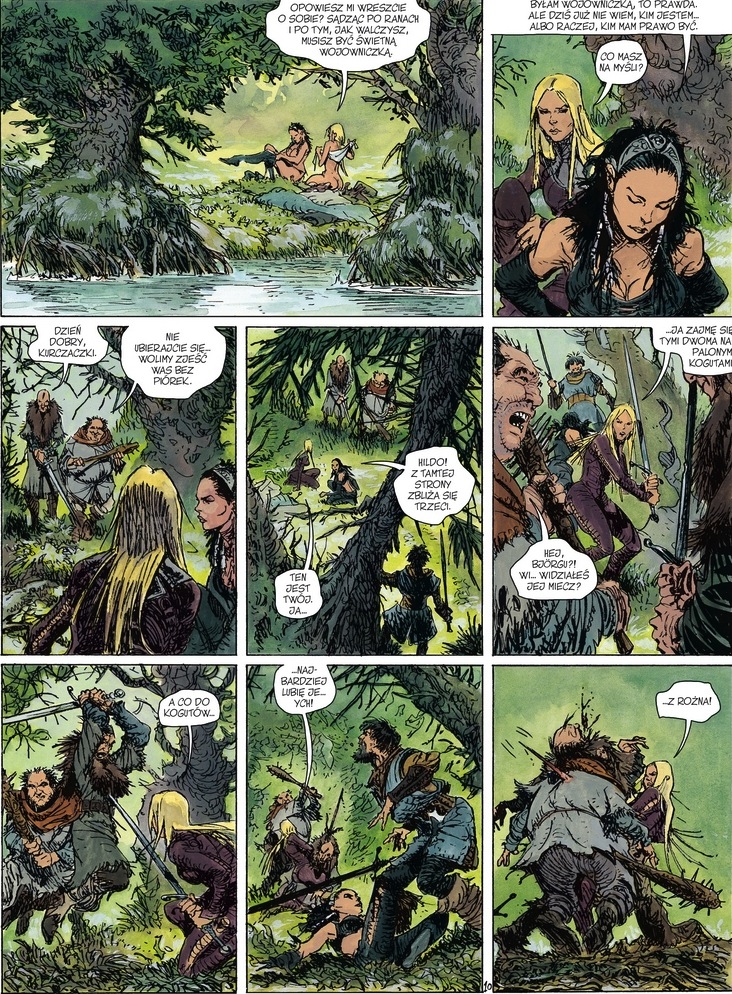 OPOWIESZ MI WRESZCIE
O SOBIE? SĄDZĄC PO RANACH
I PO TYM, JAK WALCZYSZ,
MUSISZ BYĆ ŚWIETNĄ
WOJOWNICZKĄ.
BYŁAM WOJOWNICZKĄ, TO PRAWDA.
ALE DZIŚ JUŻ NIE WIEM, KIM JESTEM...
ALBO RACZEJ, KIM MAM PRAWO BYĆ.
CO MASZ
NA MYŚLI?
DZIEŃ
DOBRY,
KURCZACZKI.
NIE
UBIERAJCIE SIĘ...
WOLIMY ZJEŚĆ
WAS BEZ
PIÓREK.
HILDO!
Z TAMTEJ
STRONY
ZBLIŻA SIĘ
TRZECI.
TEN
JEST
TWÓJ.
JA...
...JA ZAJMĘ SIĘ
TYMI DWOMA NA
PALONYMI
KOGUTAMI
HEJ,
BJÖRGU?!
WI... WIDZIAŁEŚ
JEJ MIECZ?
A CO DO
KOGUTÓW...
...NAJ-
BARDZIEJ
LUBIĘ JE...
YCH!
...Z ROŻNA!
10